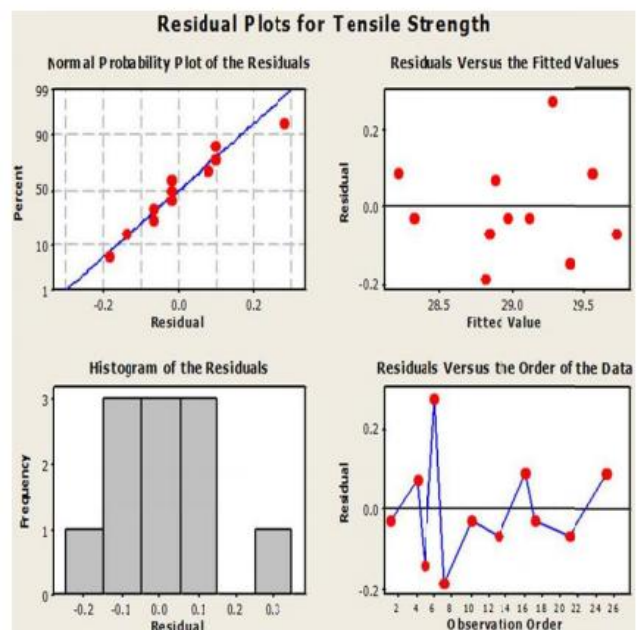 Residual Plots for Tensile Strength
Normal Probability Plot of the Residuals
99
90
50
10
1
Percent
-0.2 0.0 0.2
Residual
Residuals Versus the Fitted Values
0.2
0.0
-0.2
Residual
28.5 29.0 29.5
Fitted Value
Histogram of the Residuals
3
2
1
0
Frequency
-0.2 -0.1 0.0 0.1 0.2 0.3
Residual
Residuals Versus the Order of the Data
0.2
0.0
-0.2
Residual
2 4 6 8 10 12 14 16 18 20 22 24 26
Observation Order